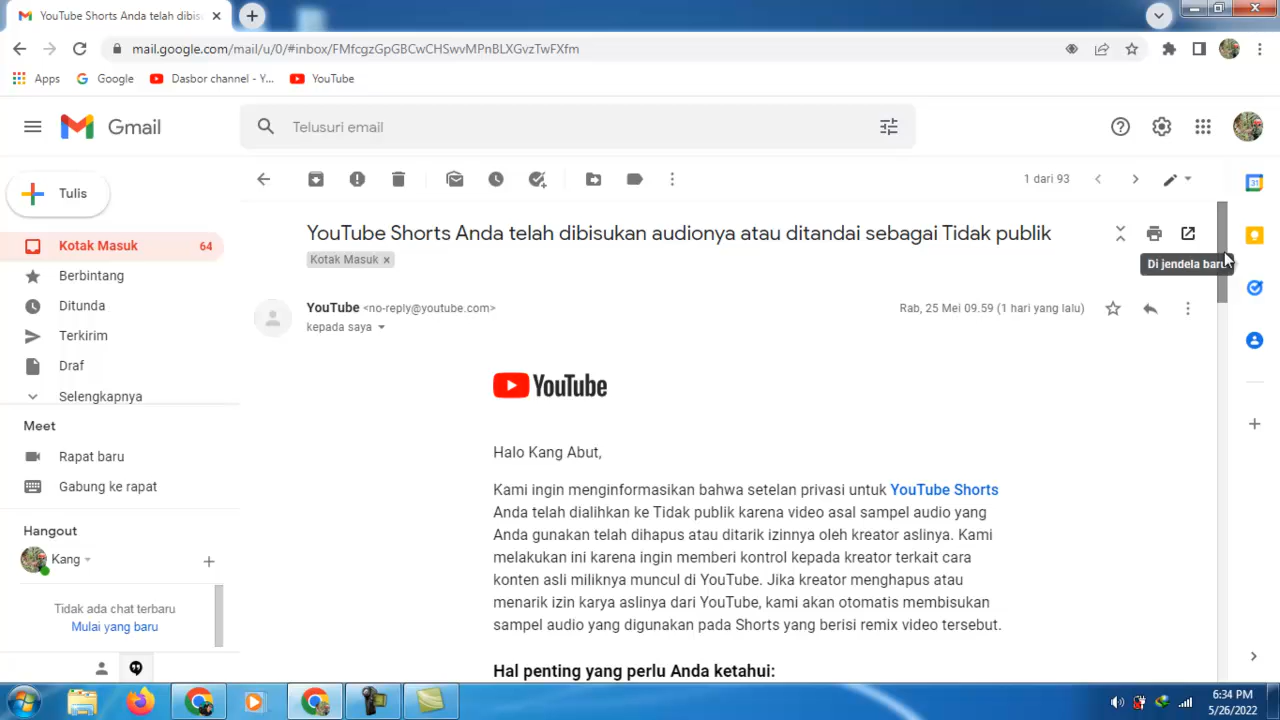 YouTube Shorts Anda telah dibis
mail.google.com/mail/u/0/#inbox/FMfcgzGpGBCwCHSwvMPnBLXGvzTwFXfm
Apps Google Dasbor channel - Y... YouTube
Gmail
Telusuri email
Tulis
1 dari 93
YouTube Shorts Anda telah dibisukan audionya atau ditandai sebagai Tidak publik
Kotak Masuk x
Di jendela baru
Kotak Masuk 64
Berbintang
Ditunda
Terkirim
Draf
Selengkapnya
Meet
Rapat baru
Gabung ke rapat
Hangout
Kang
Tidak ada chat terbaru
Mulai yang baru
YouTube <no-reply@youtube.com>
Rab, 25 Mei 09.59 (1 hari yang lalu)
kepada saya
YouTube
Halo Kang Abut,
Kami ingin menginformasikan bahwa setelan privasi untuk YouTube Shorts
Anda telah dialihkan ke Tidak publik karena video asal sampel audio yang
Anda gunakan telah dihapus atau ditarik izinnya oleh kreator aslinya. Kami
melakukan ini karena ingin memberi kontrol kepada kreator terkait cara
konten asli miliknya muncul di YouTube. Jika kreator menghapus atau
menarik izin karya aslinya dari YouTube, kami akan otomatis membisukan
sampel audio yang digunakan pada Shorts yang berisi remix video tersebut.
Hal penting yang perlu Anda ketahui:
31
6:34 PM
5/26/2022